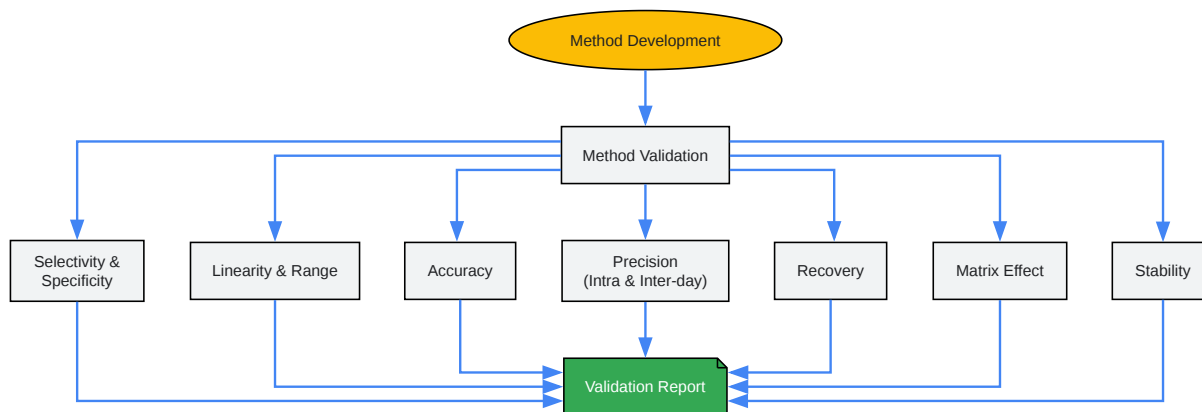 Method Development
Method Validation
Selectivity &
Specificity
Linearity & Range
Accuracy
Precision
(Intra & Inter-day)
Recovery
Matrix Effect
Stability
Validation Report